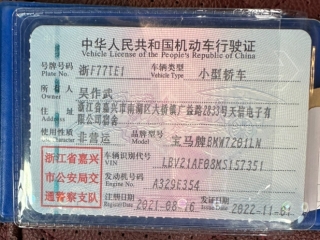 中华人民共和国机动车行驶证
Vehicle License of the People's Republic of China
号牌号码 浙F77TE1 车辆类型 小型轿车
Plate No. Vehicle Type
所有人 吴作武
Owner
住址 浙江省嘉兴市南湖区大桥镇广益路2833号天信电子有
Address 限公司宿舍
使用性质 非营运 品牌型号 宝马牌BMW7201LN
Use Character Model
浙江省嘉兴 车辆识别代号 LBV21AF08MS157351
VIN
市公安局交 发动机号码 A329E354
Engine No.
通警察支队 注册日期 2021-08-16 2022-11-01
Register Date